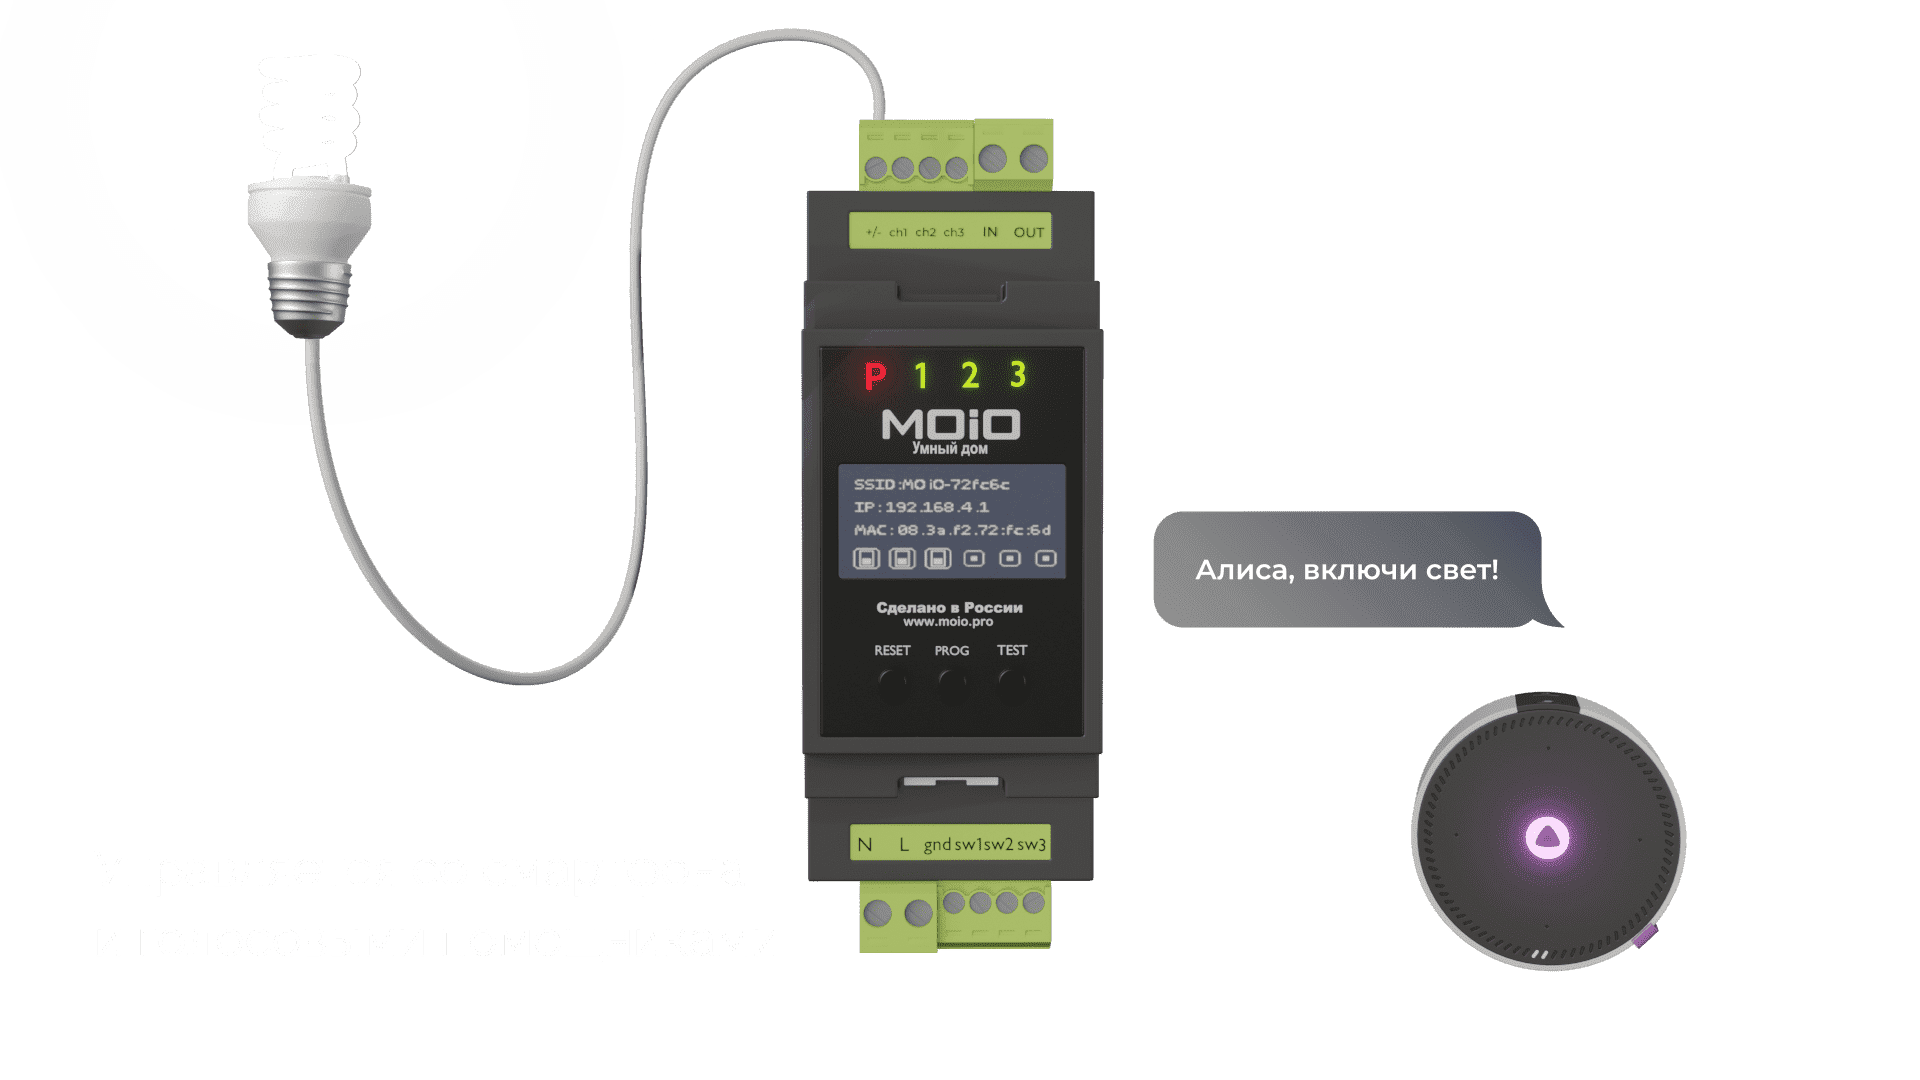 +/- ch1 ch2 ch3 IN OUT
P 1 2 3
MOiO
Умный дом
SSID:MOiO-72fc6c
IP:192.168.4.1
MAC:08.3a.f2.72:fc:6d
Сделано в России
www.moio.pro
RESET PROG TEST
N L gnd sw1 sw2 sw3
Алиса, включи свет!